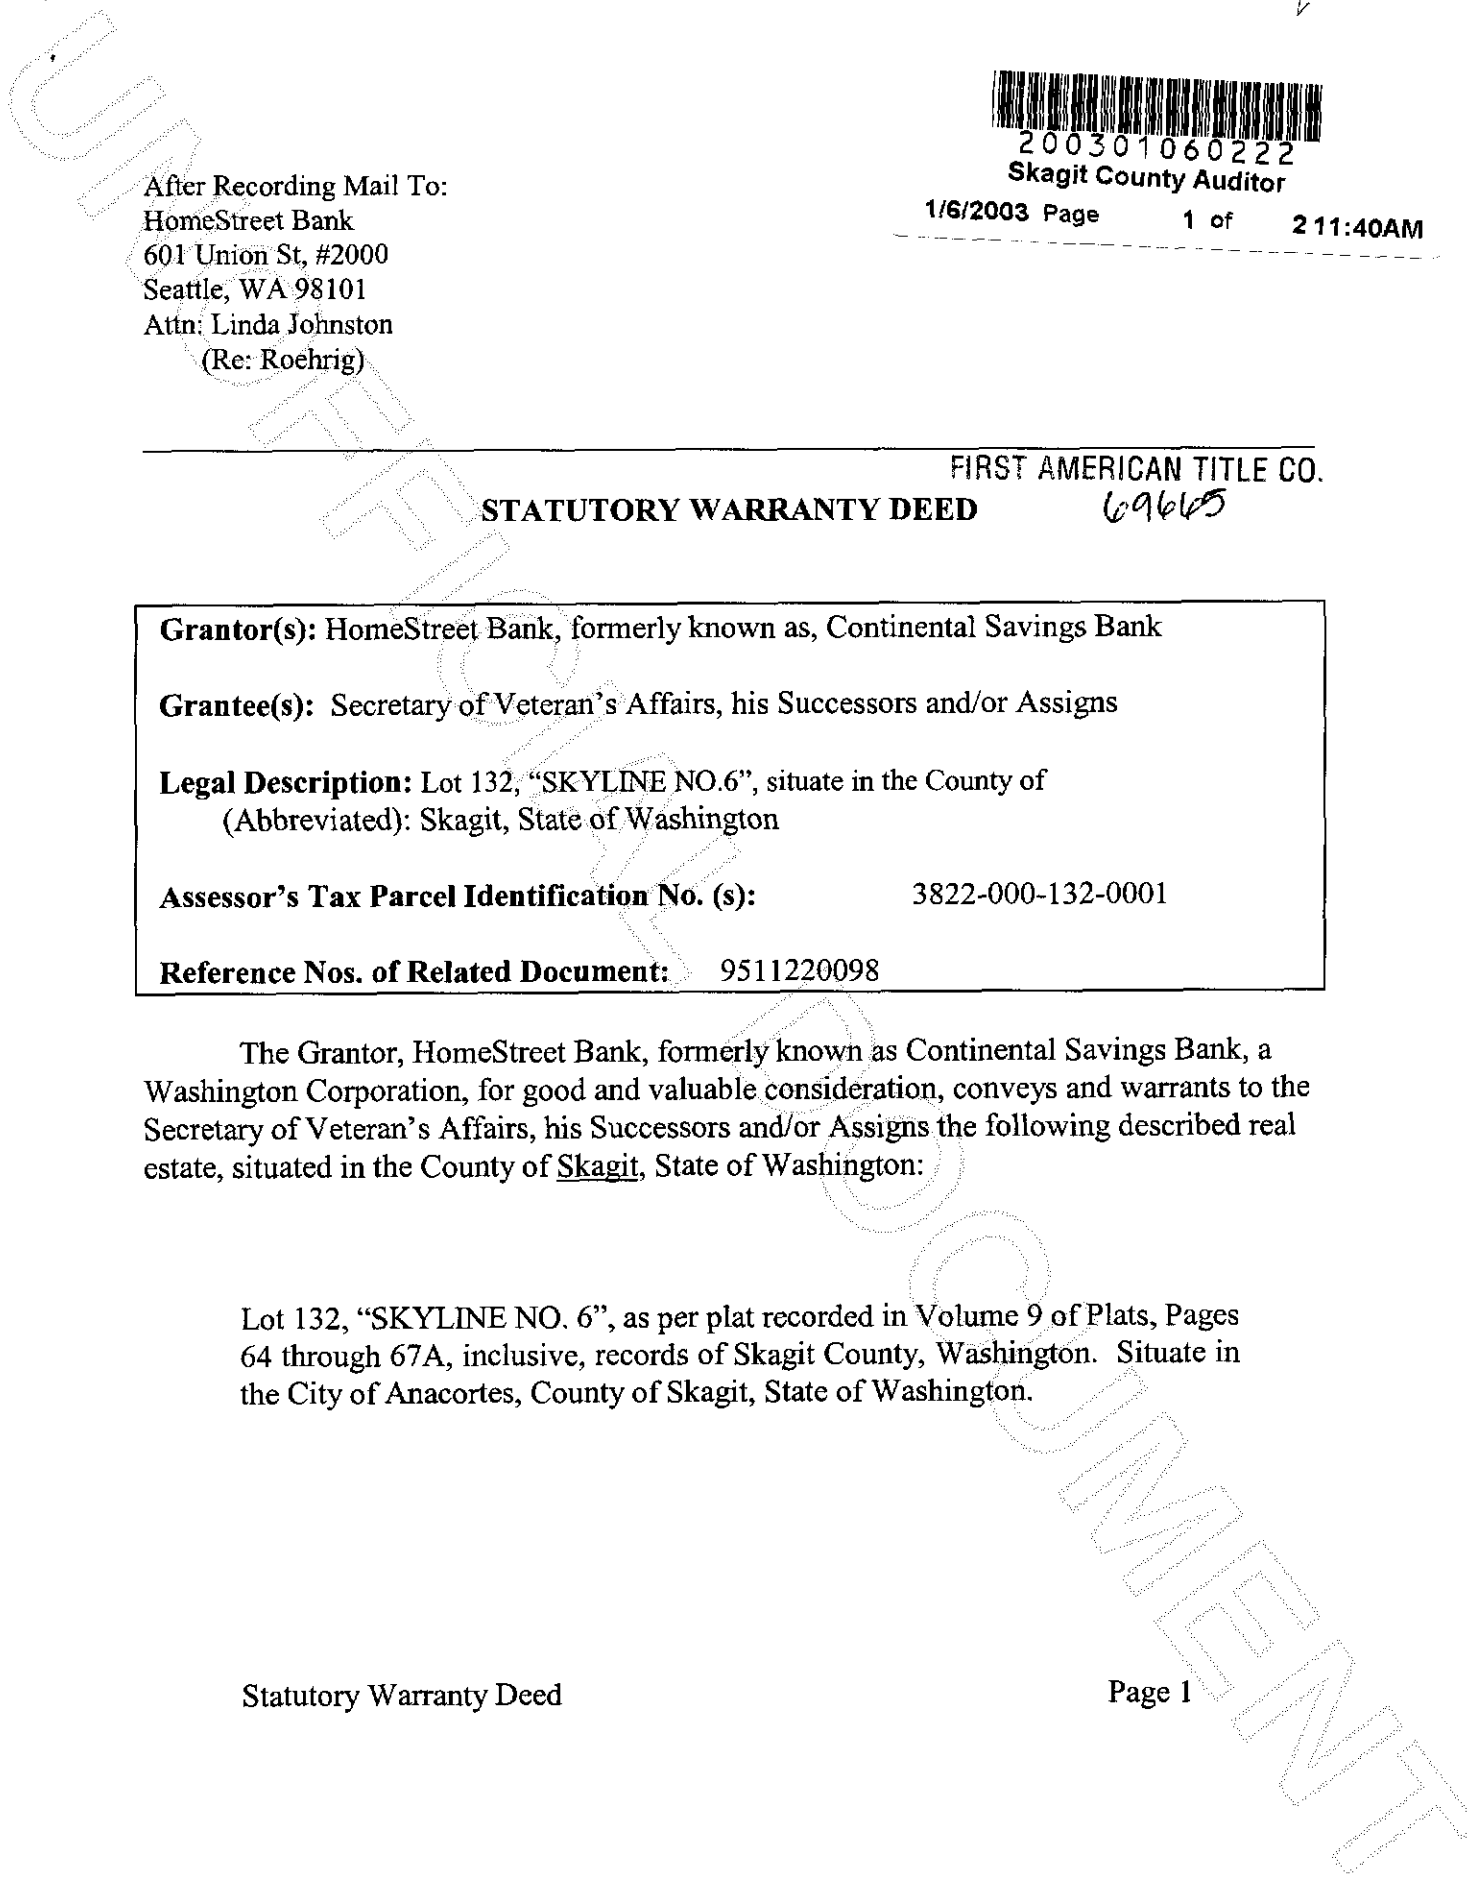 200301060222
Skagit County Auditor
1/6/2003 Page 1 of 2 11:40AM
After Recording Mail To:
HomeStreet Bank
601 Union St, #2000
Seattle, WA 98101
Attn: Linda Johnston
(Re: Roehrig)
FIRST AMERICAN TITLE CO.
STATUTORY WARRANTY DEED 69665
Grantor(s): HomeStreet Bank, formerly known as, Continental Savings Bank
Grantee(s): Secretary of Veteran's Affairs, his Successors and/or Assigns
Legal Description: Lot 132, “SKYLINE NO.6”, situate in the County of
(Abbreviated): Skagit, State of Washington
Assessor's Tax Parcel Identification No. (s): 3822-000-132-0001
Reference Nos. of Related Document: 9511220098
The Grantor, HomeStreet Bank, formerly known as Continental Savings Bank, a
Washington Corporation, for good and valuable consideration, conveys and warrants to the
Secretary of Veteran's Affairs, his Successors and/or Assigns the following described real
estate, situated in the County of Skagit, State of Washington:
Lot 132, “SKYLINE NO. 6”, as per plat recorded in Volume 9 of Plats, Pages
64 through 67A, inclusive, records of Skagit County, Washington. Situate in
the City of Anacortes, County of Skagit, State of Washington.
Statutory Warranty Deed Page 1
UNOFFICIAL DOCUMENT